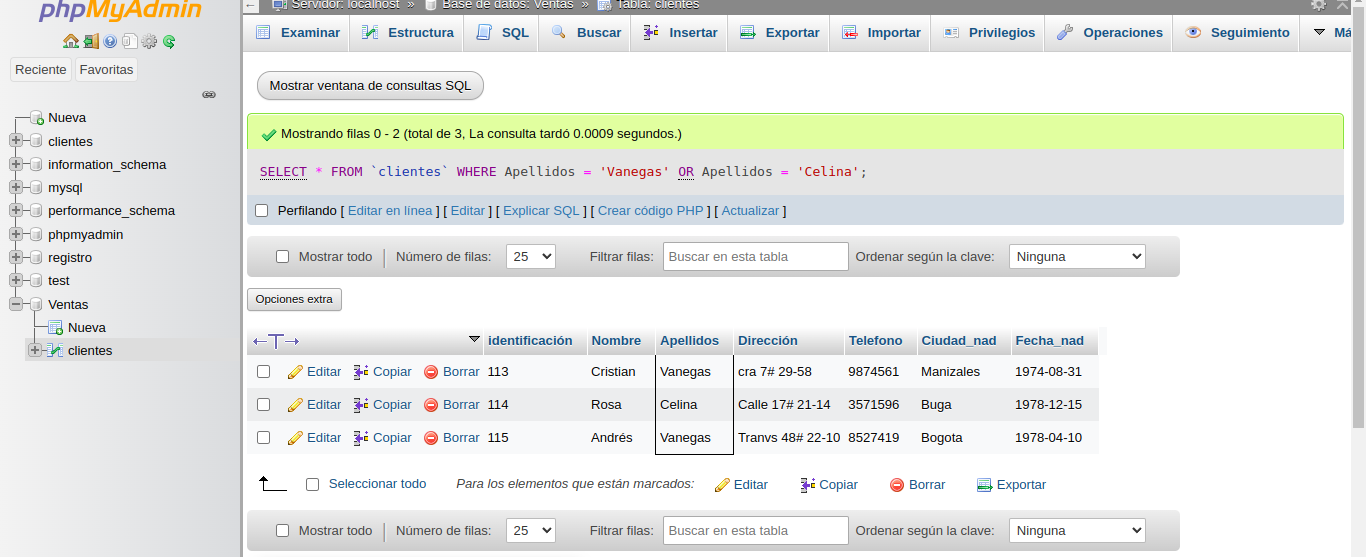 phpMyAdmin
Reciente Favoritas
Nueva
clientes
information_schema
mysql
performance_schema
phpmyadmin
registro
test
Ventas
Nueva
clientes
Servidor: localhost » Base de datos: Ventas » Tabla: clientes
Examinar Estructura SQL Buscar Insertar Exportar Importar Privilegios Operaciones Seguimiento Má
Mostrar ventana de consultas SQL
Mostrando filas 0 - 2 (total de 3, La consulta tardó 0.0009 segundos.)
SELECT * FROM `clientes` WHERE Apellidos = 'Vanegas' OR Apellidos = 'Celina';
Perfilando [ Editar en línea ] [ Editar ] [ Explicar SQL ] [ Crear código PHP ] [ Actualizar ]
Mostrar todo | Número de filas: 25 Filtrar filas: Buscar en esta tabla Ordenar según la clave: Ninguna
Opciones extra
←T→ identificación Nombre Apellidos Dirección Telefono Ciudad_nad Fecha_nad
Editar Copiar Borrar 113 Cristian Vanegas cra 7# 29-58 9874561 Manizales 1974-08-31
Editar Copiar Borrar 114 Rosa Celina Calle 17# 21-14 3571596 Buga 1978-12-15
Editar Copiar Borrar 115 Andrés Vanegas Tranvs 48# 22-10 8527419 Bogota 1978-04-10
Seleccionar todo Para los elementos que están marcados: Editar Copiar Borrar Exportar
Mostrar todo | Número de filas: 25 Filtrar filas: Buscar en esta tabla Ordenar según la clave: Ninguna